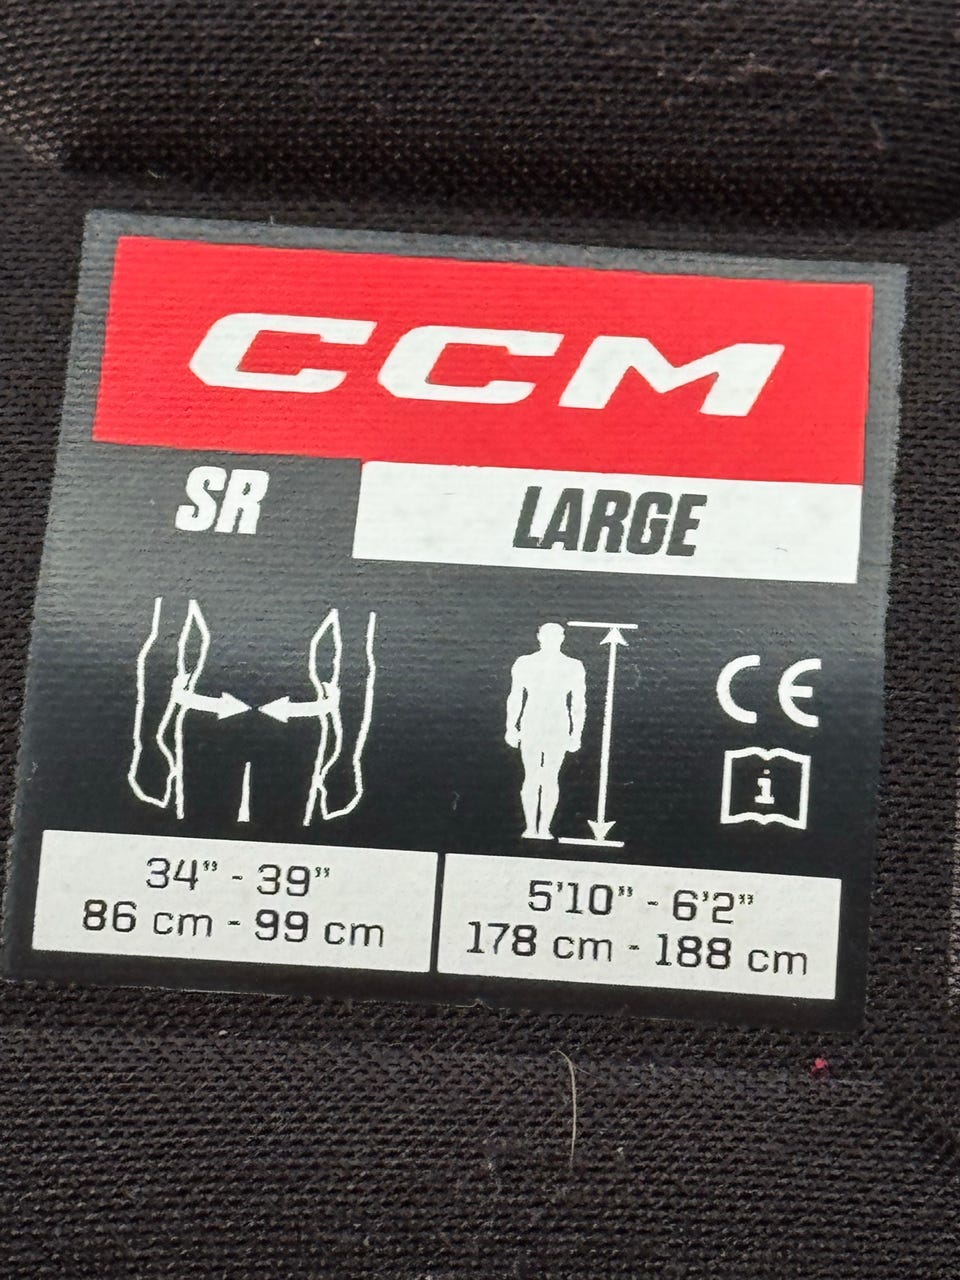 CCM
SR LARGE
CE
i
34" - 39"
86 cm - 99 cm
5'10" - 6'2"
178 cm - 188 cm